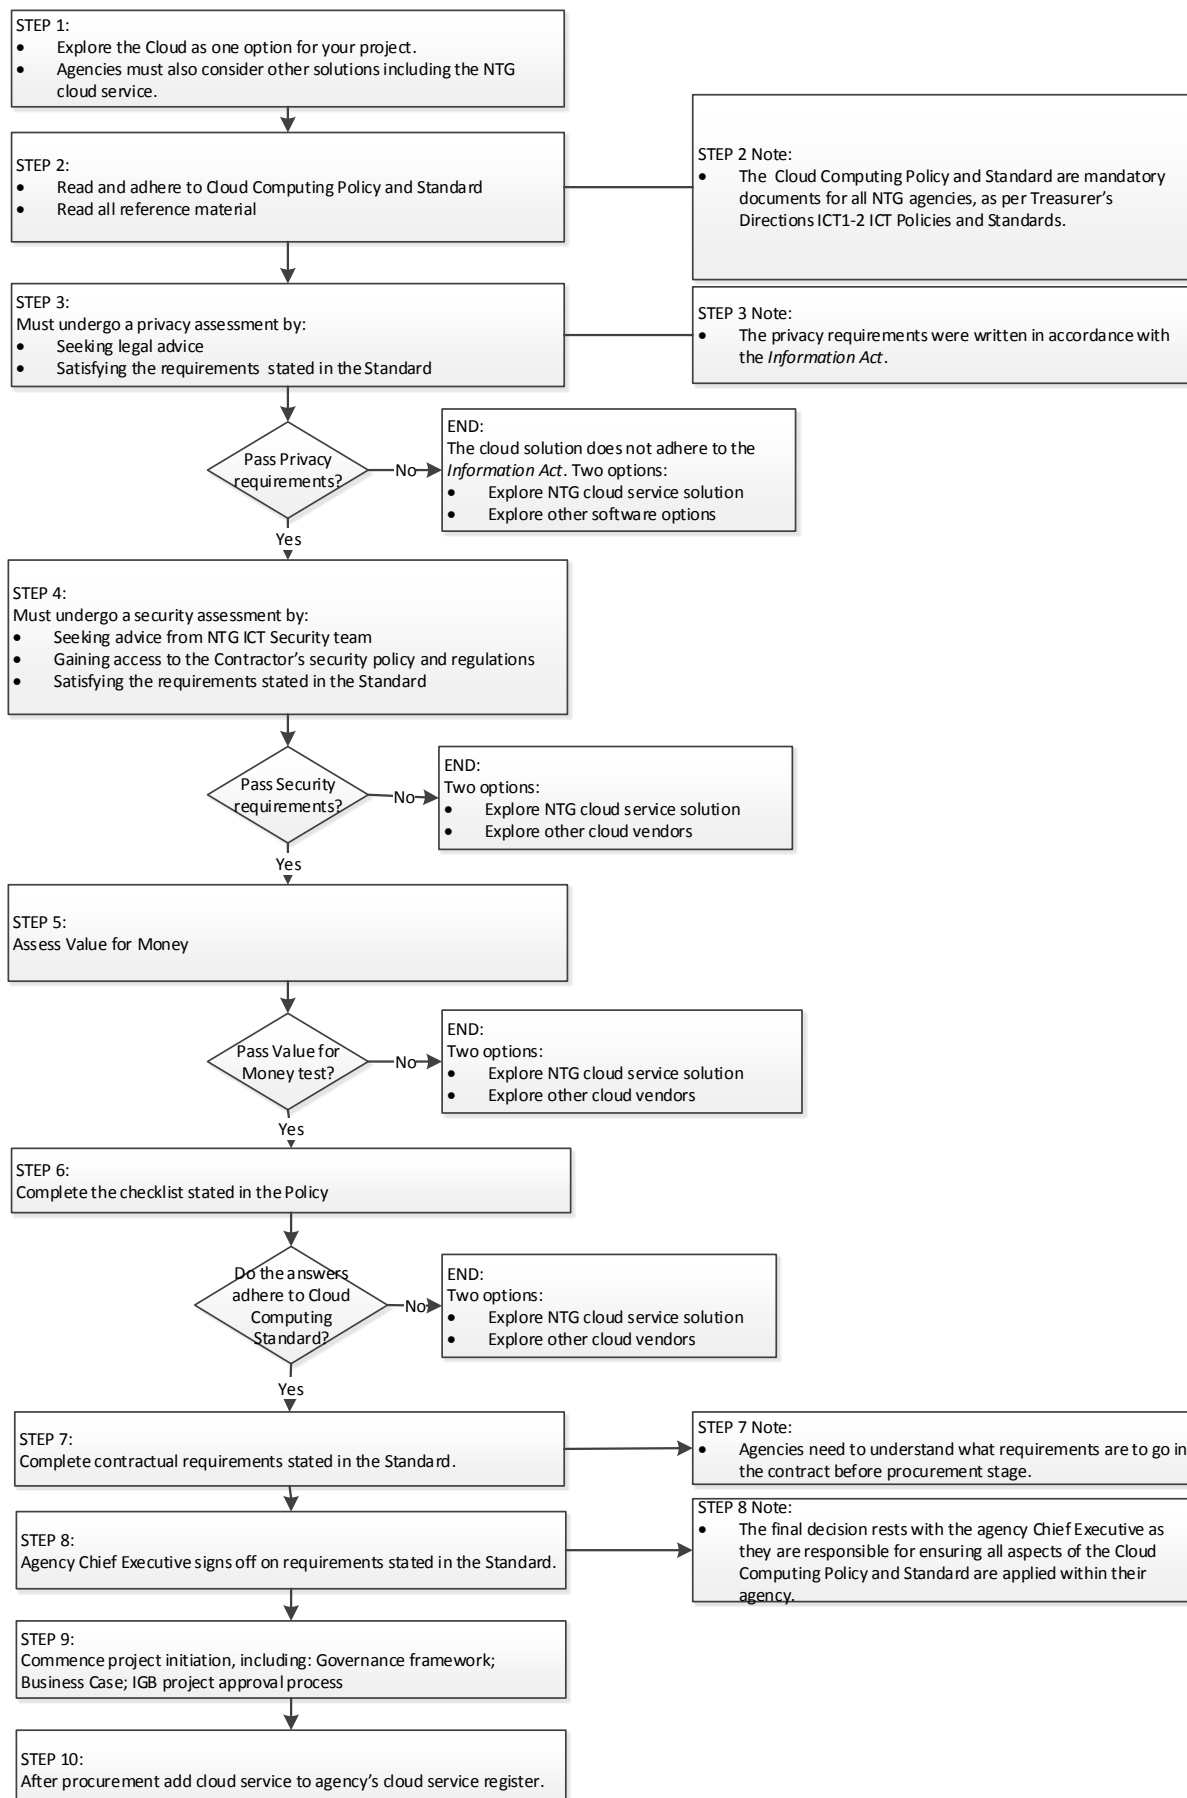 STEP 1:
• Explore the Cloud as one option for your project.
• Agencies must also consider other solutions including the NTG
cloud service.
STEP 2:
• Read and adhere to Cloud Computing Policy and Standard
• Read all reference material
STEP 2 Note:
• The Cloud Computing Policy and Standard are mandatory
documents for all NTG agencies, as per Treasurer's
Directions ICT1-2 ICT Policies and Standards.
STEP 3:
Must undergo a privacy assessment by:
• Seeking legal advice
• Satisfying the requirements stated in the Standard
STEP 3 Note:
• The privacy requirements were written in accordance with
the Information Act.
Pass Privacy
requirements?
No
END:
The cloud solution does not adhere to the
Information Act. Two options:
• Explore NTG cloud service solution
• Explore other software options
Yes
STEP 4:
Must undergo a security assessment by:
• Seeking advice from NTG ICT Security team
• Gaining access to the Contractor's security policy and regulations
• Satisfying the requirements stated in the Standard
Pass Security
requirements?
No
END:
Two options:
• Explore NTG cloud service solution
• Explore other cloud vendors
Yes
STEP 5:
Assess Value for Money
Pass Value for
Money test?
No
END:
Two options:
• Explore NTG cloud service solution
• Explore other cloud vendors
Yes
STEP 6:
Complete the checklist stated in the Policy
Do the answers
adhere to Cloud
Computing
Standard?
No
END:
Two options:
• Explore NTG cloud service solution
• Explore other cloud vendors
Yes
STEP 7:
Complete contractual requirements stated in the Standard.
STEP 7 Note:
• Agencies need to understand what requirements are to go in
the contract before procurement stage.
STEP 8:
Agency Chief Executive signs off on requirements stated in the Standard.
STEP 8 Note:
• The final decision rests with the agency Chief Executive as
they are responsible for ensuring all aspects of the Cloud
Computing Policy and Standard are applied within their
agency.
STEP 9:
Commence project initiation, including: Governance framework;
Business Case; IGB project approval process
STEP 10:
After procurement add cloud service to agency's cloud service register.